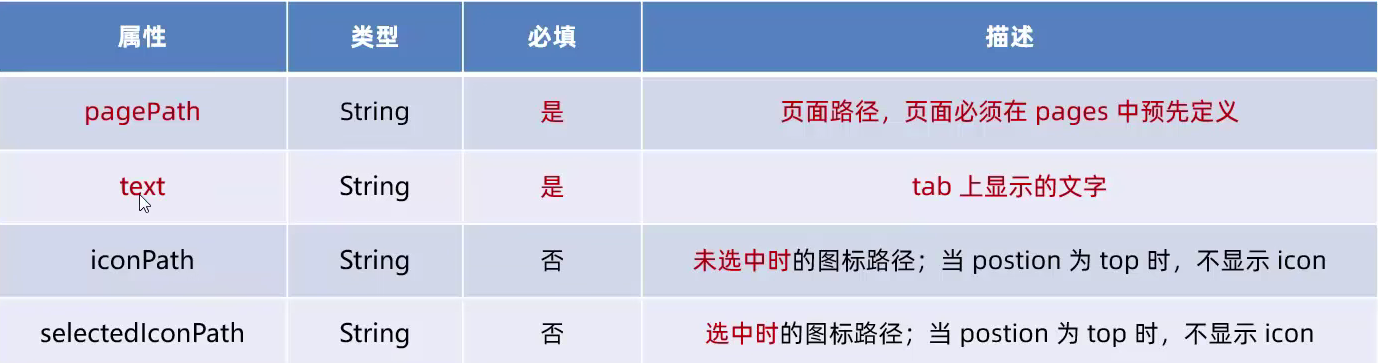 属性 类型 必填 描述
pagePath String 是 页面路径，页面必须在 pages 中预先定义
text String 是 tab 上显示的文字
iconPath String 否 未选中时的图标路径；当 postion 为 top 时，不显示 icon
selectedIconPath String 否 选中时的图标路径；当 postion 为 top 时，不显示 icon